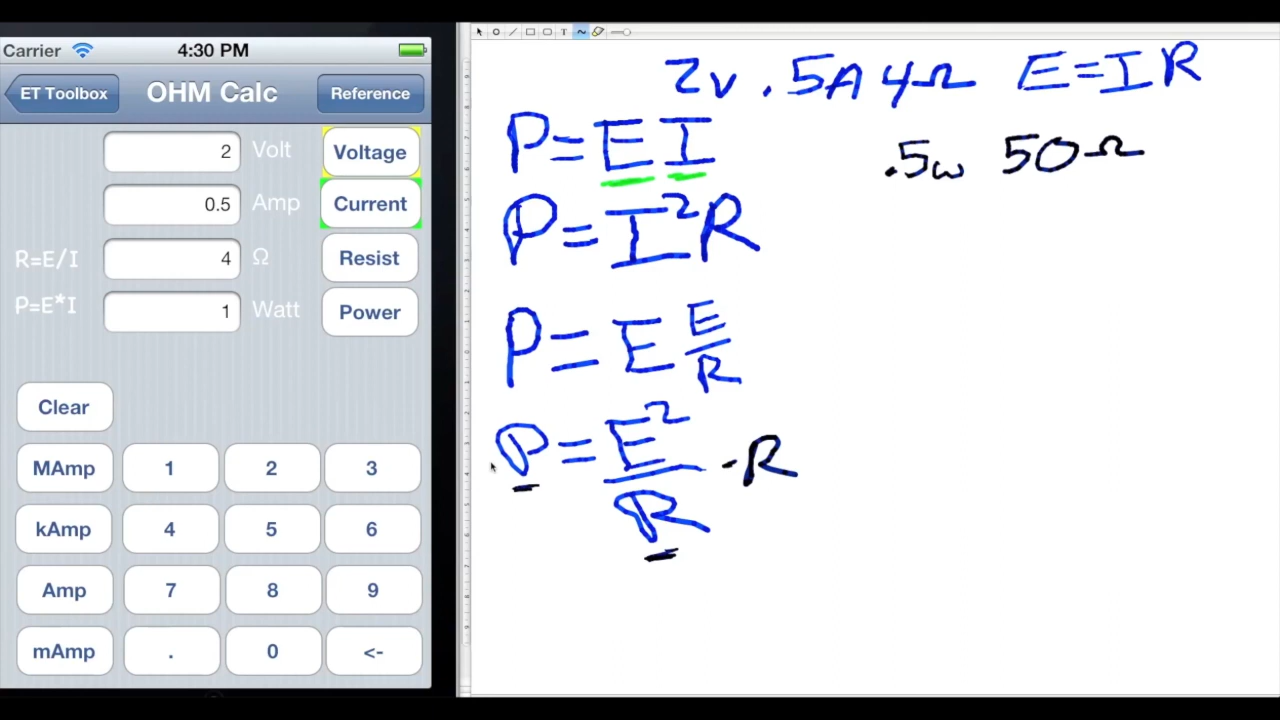 Carrier 4:30 PM
ET Toolbox OHM Calc Reference
2 Volt Voltage
0.5 Amp Current
R=E/I 4 Ω Resist
P=E*I 1 Watt Power
Clear
MAmp 1 2 3
kAmp 4 5 6
Amp 7 8 9
mAmp . 0 <-
T
2v .5A 4Ω E=IR
P=EI
.5w 50Ω
P=I²R
P=E E/R
P=E²/R ·R